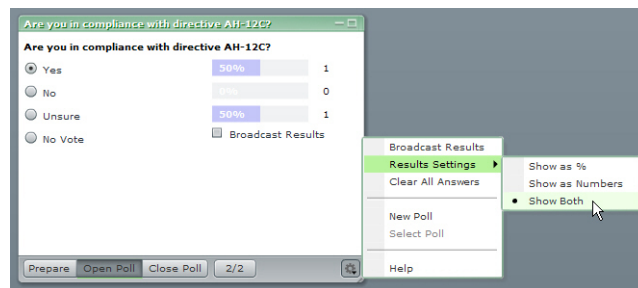 Are you in compliance with directive AH-12C?
Are you in compliance with directive AH-12C?
Yes 50% 1
No 0% 0
Unsure 50% 1
No Vote
Broadcast Results
Prepare Open Poll Close Poll 2/2
Broadcast Results
Results Settings
Clear All Answers
New Poll
Select Poll
Help
Show as %
Show as Numbers
Show Both